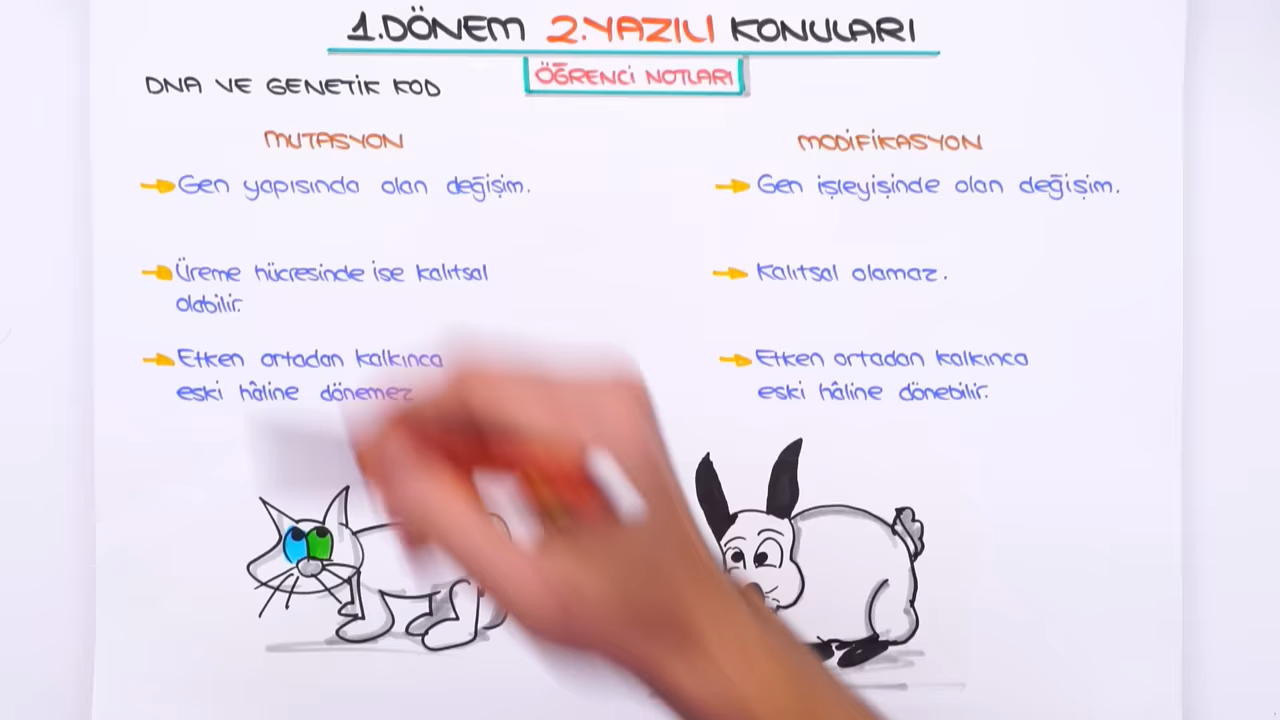 1.DÖNEM 2.YAZILI KONULARI
ÖĞRENCİ NOTLARI
DNA VE GENETİK KOD
MUTASYON
Gen yapısında olan değişim.
Üreme hücresinde ise kalıtsal
olabilir.
Etken ortadan kalkınca
eski hâline dönemez
MODİFİKASYON
Gen işleyişinde olan değişim.
Kalıtsal olamaz.
Etken ortadan kalkınca
eski hâline dönebilir.